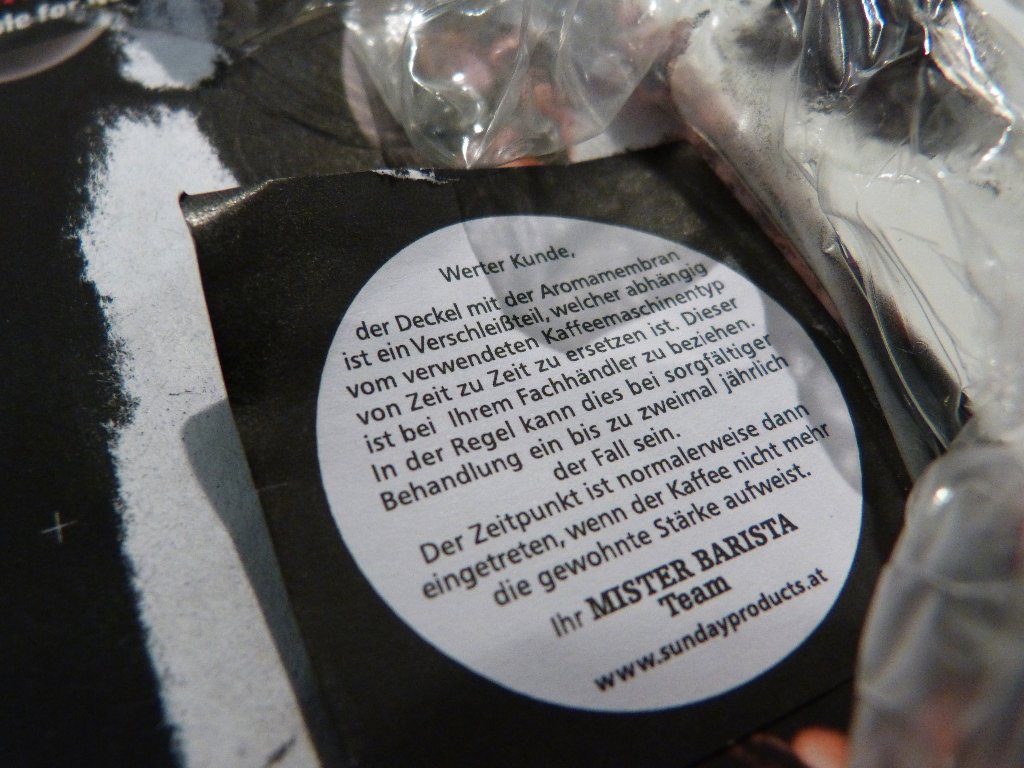 Werter Kunde,
der Deckel mit der Aromamembran
ist ein Verschleißteil, welcher abhängig
vom verwendeten Kaffeemaschinentyp
von Zeit zu Zeit zu ersetzen ist. Dieser
ist bei Ihrem Fachhändler zu beziehen.
In der Regel kann dies bei sorgfältiger
Behandlung ein bis zu zweimal jährlich
der Fall sein.
Der Zeitpunkt ist normalerweise dann
eingetreten, wenn der Kaffee nicht mehr
die gewohnte Stärke aufweist.
Ihr MISTER BARISTA
Team
www.sundayproducts.at